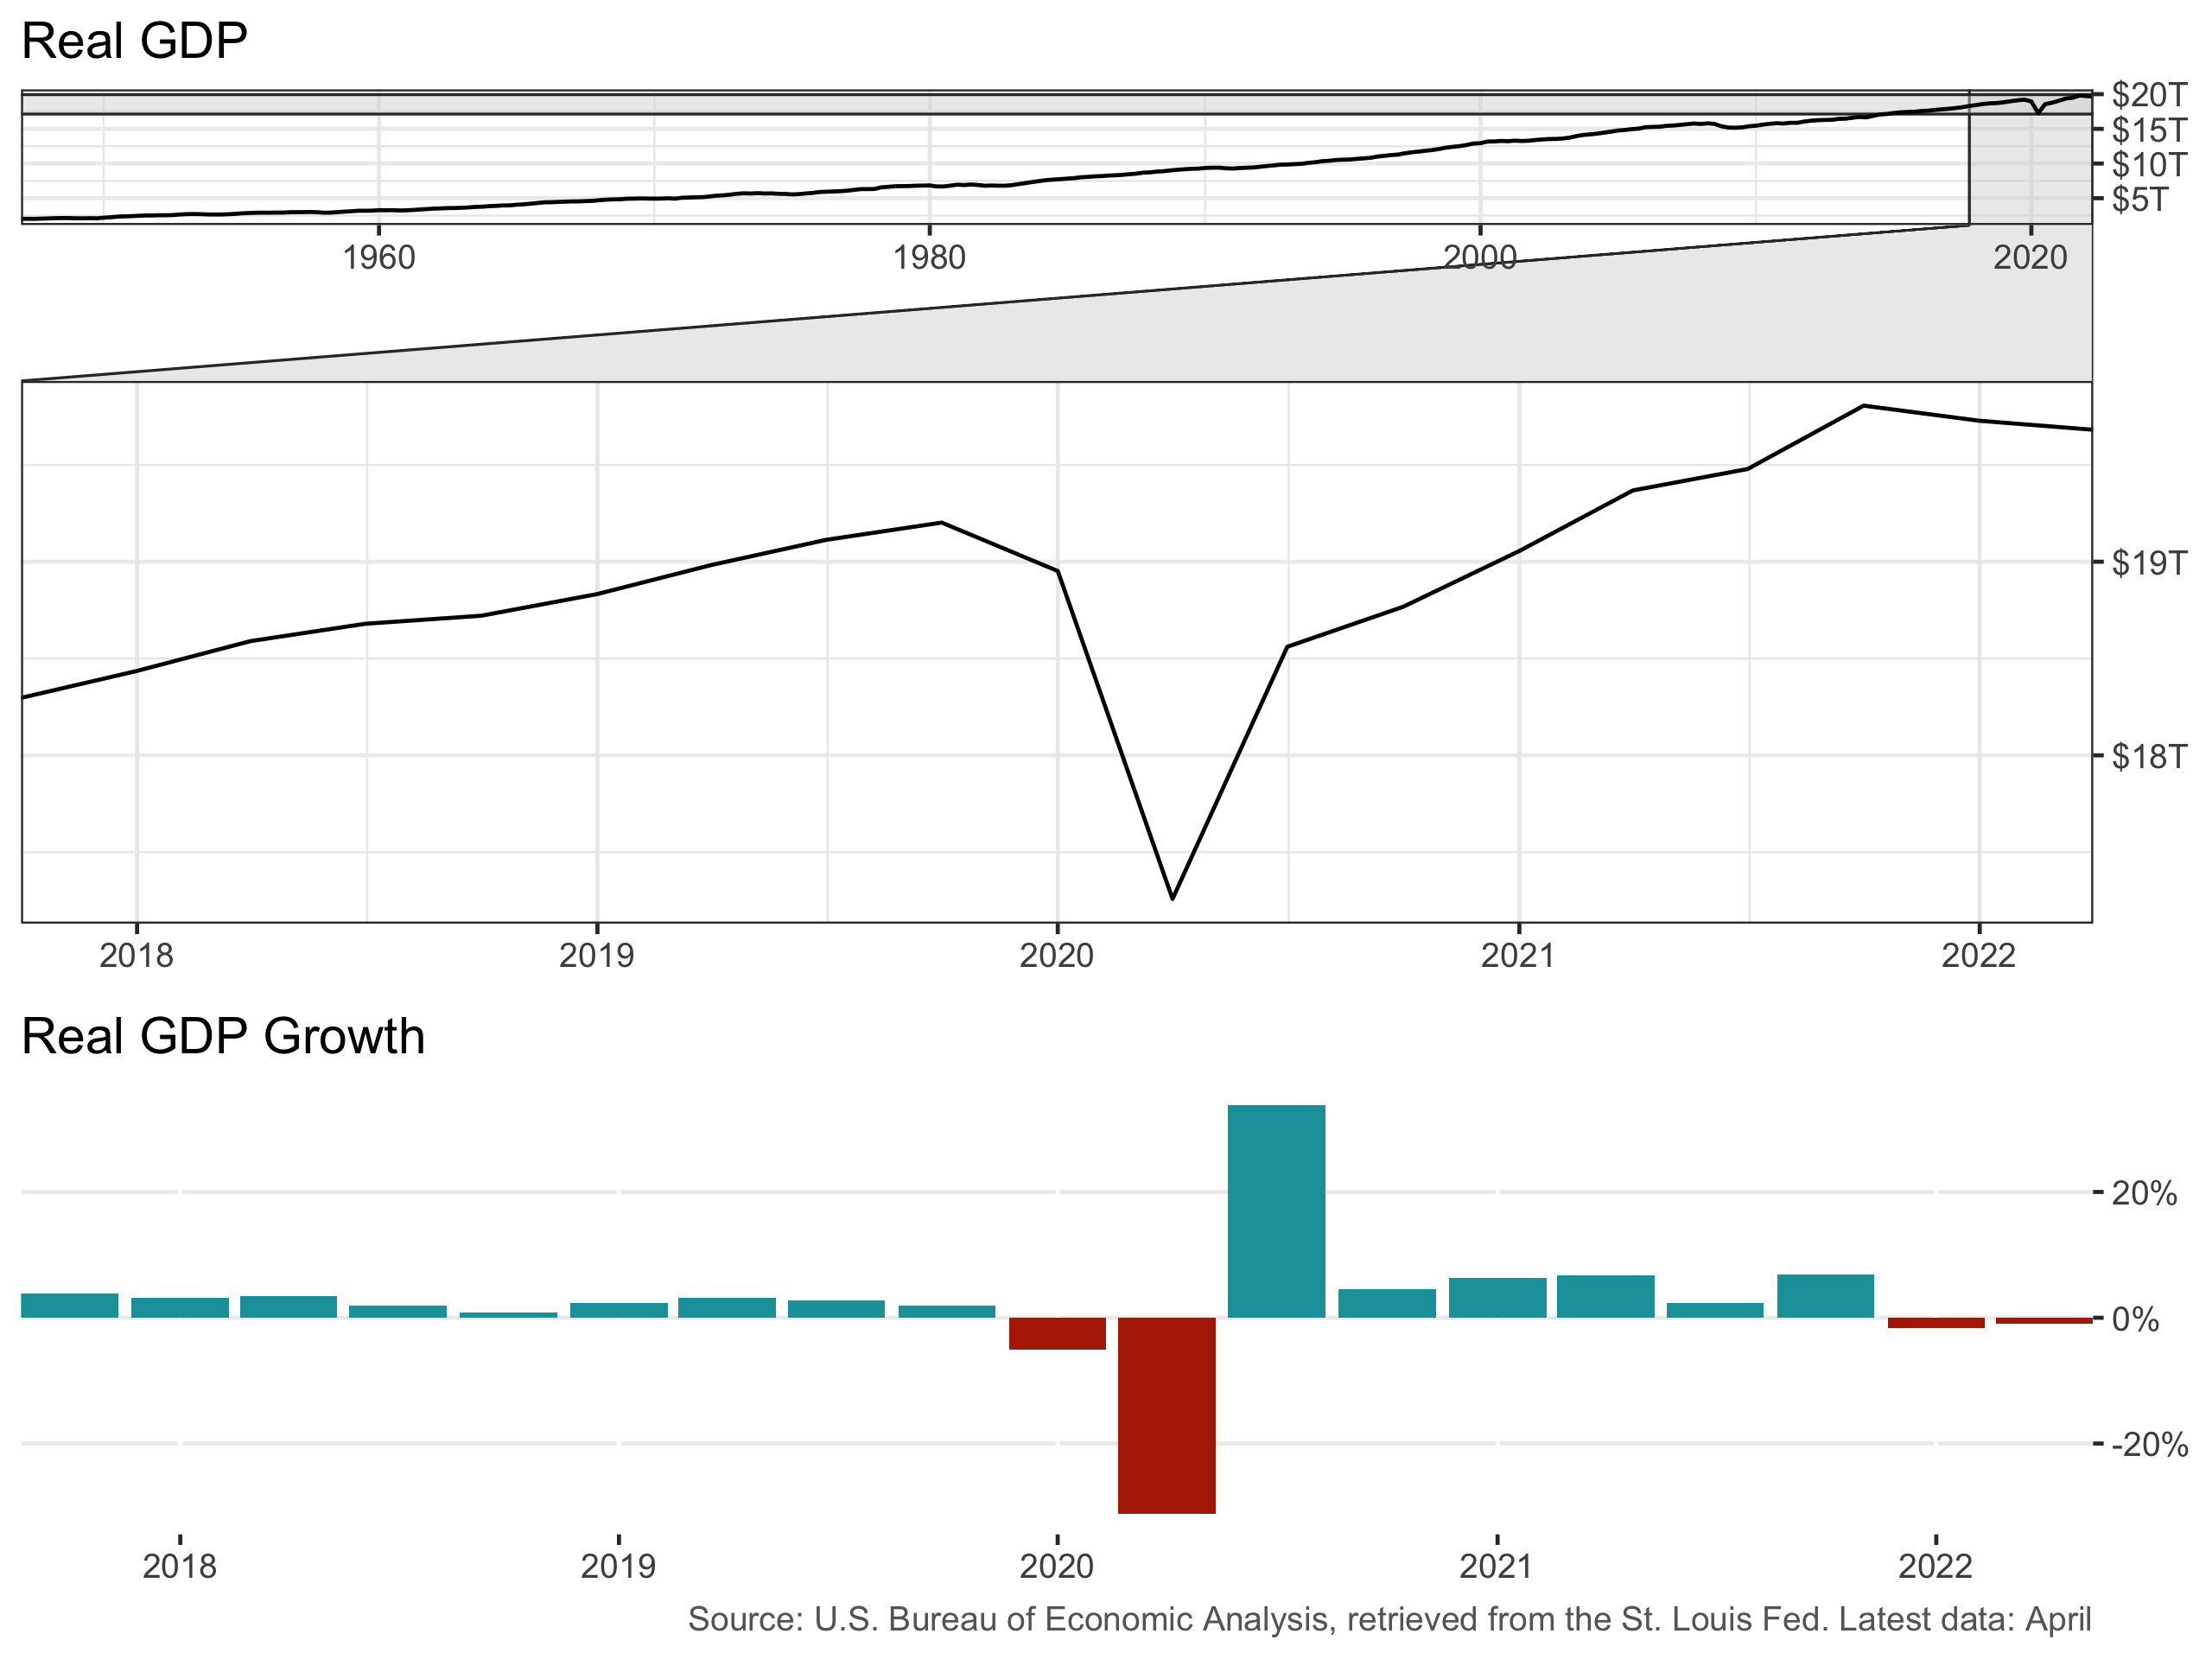 Real GDP
$20T
$15T
$10T
$5T
1960 1980 2000 2020
$19T
$18T
2018 2019 2020 2021 2022
Real GDP Growth
20%
0%
-20%
2018 2019 2020 2021 2022
Source: U.S. Bureau of Economic Analysis, retrieved from the St. Louis Fed. Latest data: April